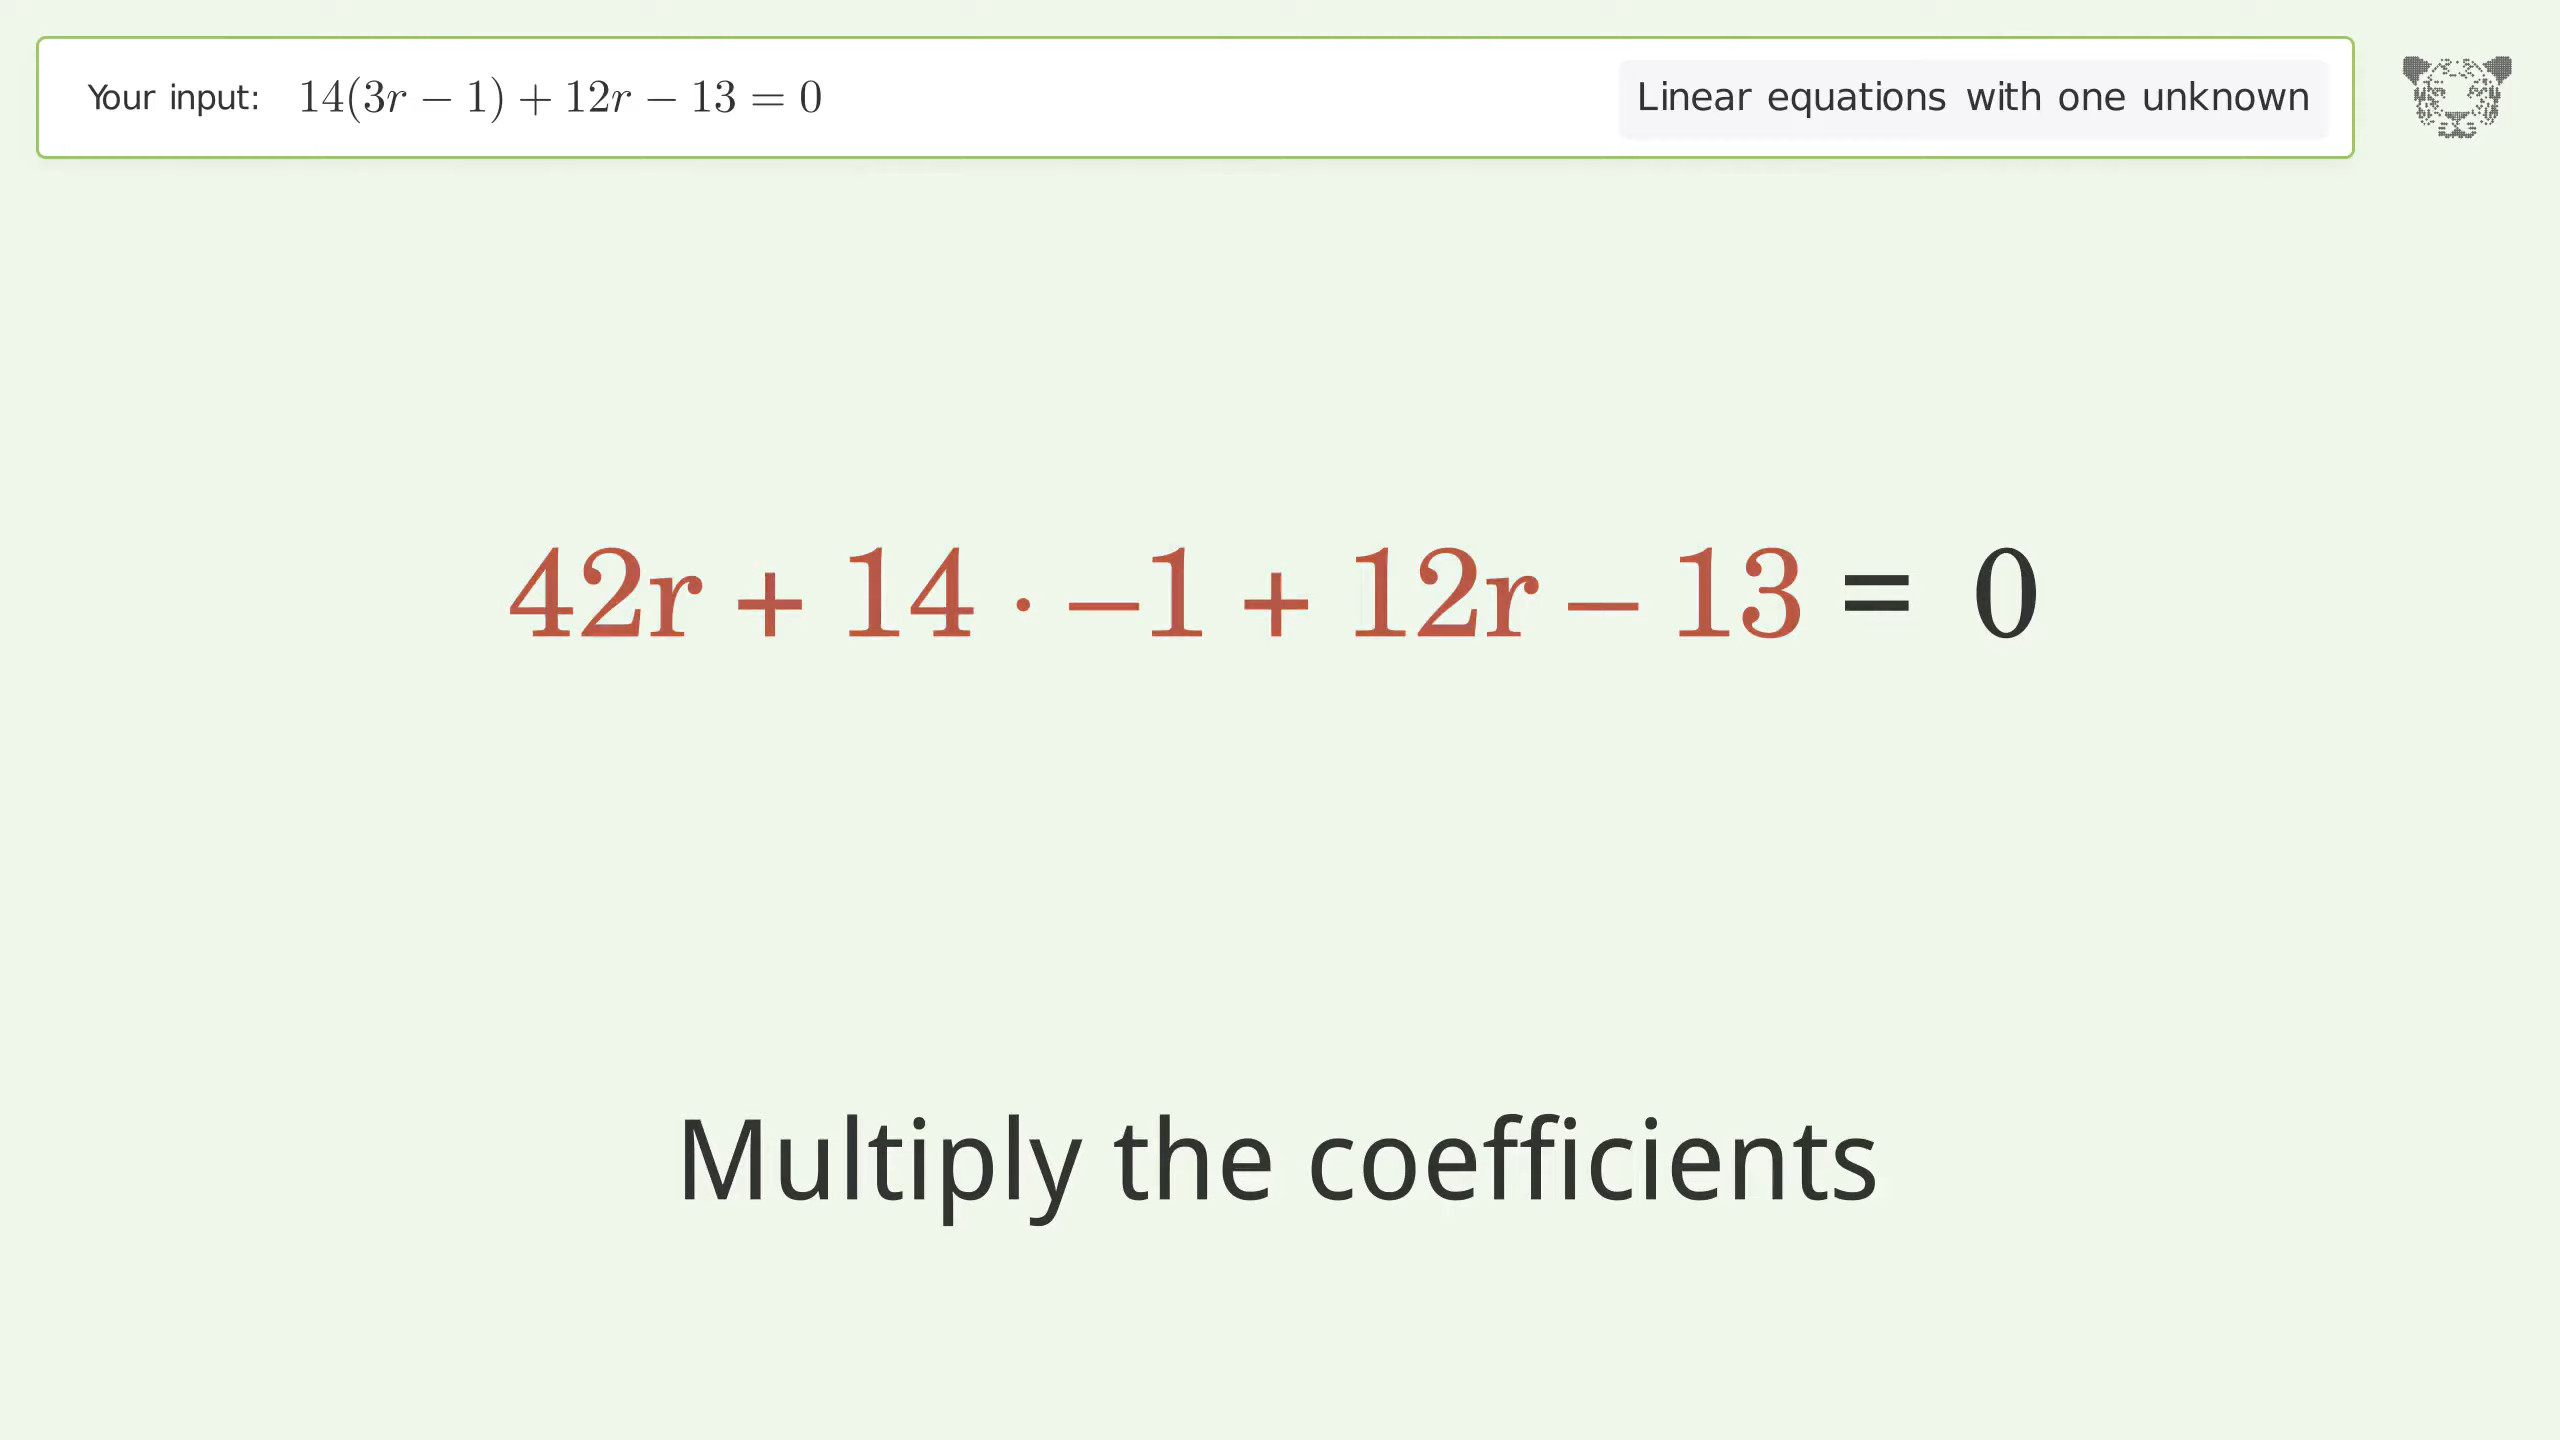 Your input: 14(3r − 1) + 12r − 13 = 0
Linear equations with one unknown
42r + 14 · −1 + 12r − 13 = 0
Multiply the coefficients